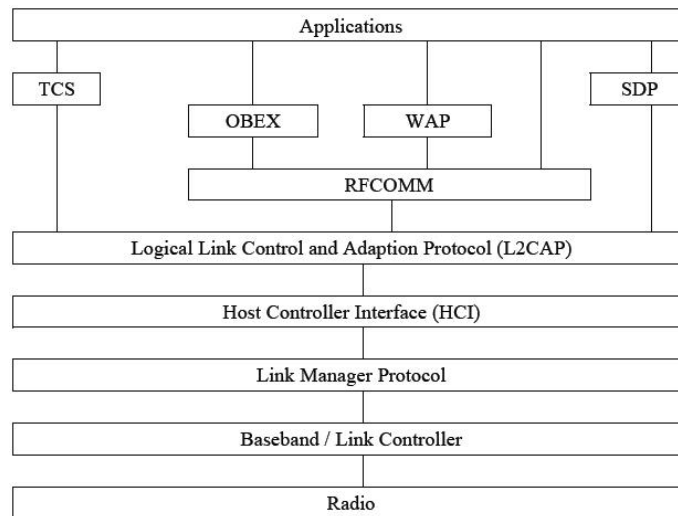 Applications
TCS
SDP
OBEX
WAP
RFCOMM
Logical Link Control and Adaption Protocol (L2CAP)
Host Controller Interface (HCI)
Link Manager Protocol
Baseband / Link Controller
Radio